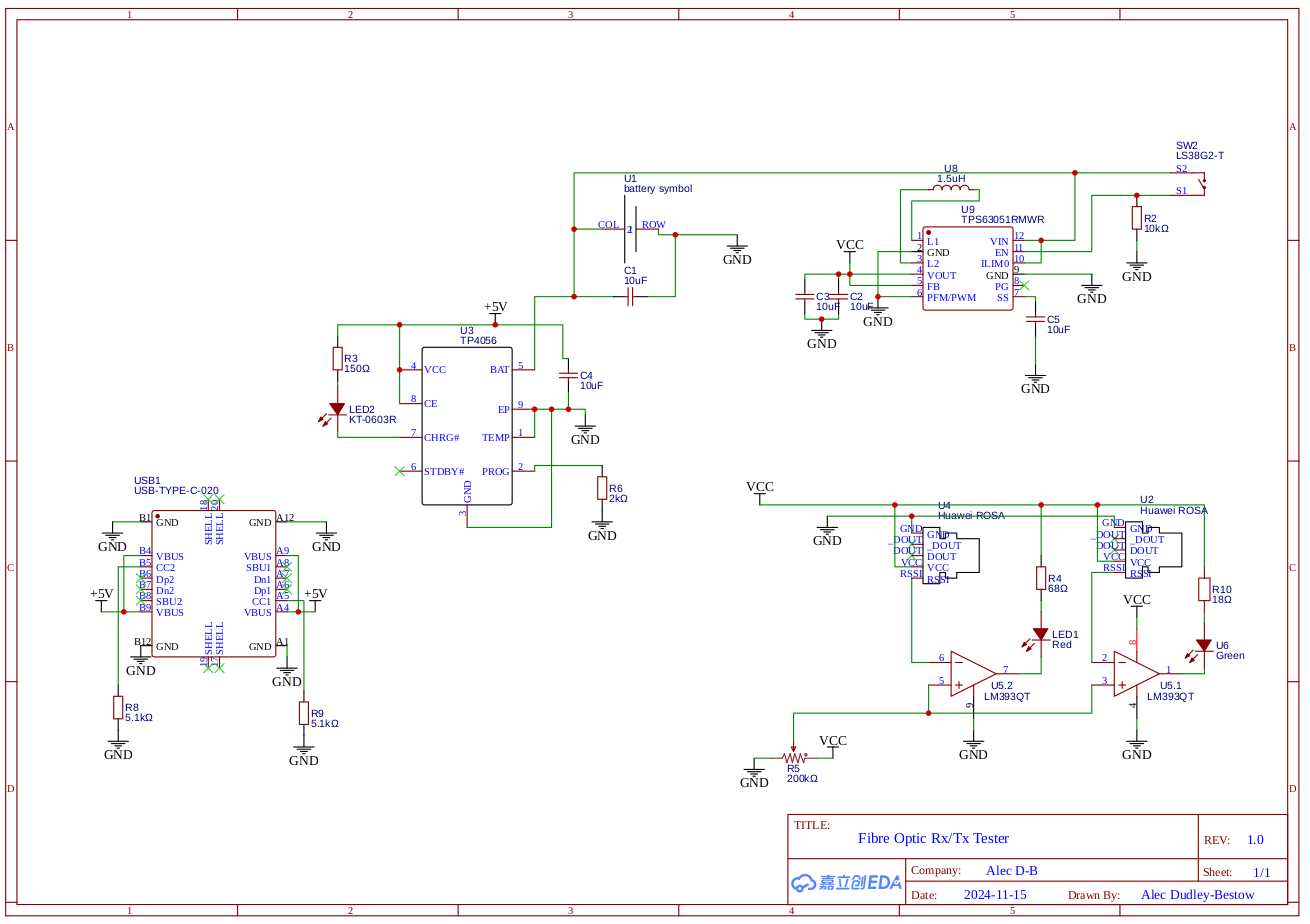 1 2 3 4 5
A A
B B
C C
D D
SW2
LS38G2-T
S2
S1
R2
10kΩ
GND
U8
1.5uH
U9
TPS63051RMWR
1 L1 VIN 12
2 GND EN 11
3 L2 ILIM0 10
4 VOUT GND 9
5 FB PG 8
6 PFM/PWM SS 7
VCC
C3
10uF
C2
10uF
GND
GND
GND
C5
10uF
GND
U1
battery symbol
COL 1 2 ROW
GND
C1
10uF
+5V
U3
TP4056
4 VCC BAT 5
8 CE EP 9
7 CHRG# TEMP 1
6 STDBY# PROG 2
GND
3
R3
150Ω
LED2
KT-0603R
C4
10uF
GND
R6
2kΩ
GND
USB1
USB-TYPE-C-020
18 20
SHELL SHELL
B1 GND GND A12
GND GND
B4 VBUS VBUS A9
B5 CC2 SBU1 A8
B6 Dp2 Dn1 A7
B7 Dn2 Dp1 A6
B8 SBU2 CC1 A5
B9 VBUS VBUS A4
+5V +5V
B12 GND GND A1
SHELL SHELL
19 17
GND GND
R8
5.1kΩ
GND
R9
5.1kΩ
GND
VCC
GND
U4
Huawei ROSA
GND GND
_DOUT _DOUT
DOUT DOUT
VCC VCC
RSSI RSSI
U2
Huawei ROSA
GND GND
_DOUT _DOUT
DOUT DOUT
VCC VCC
RSSI RSSI
R4
68Ω
LED1
Red
R10
18Ω
U6
Green
VCC
8
6
5
7
9
U5.2
LM393QT
GND
2
3
1
4
U5.1
LM393QT
GND
VCC
R5
200kΩ
GND
TITLE:
Fibre Optic Rx/Tx Tester
REV: 1.0
嘉立创EDA
Company: Alec D-B
Sheet: 1/1
Date: 2024-11-15
Drawn By: Alec Dudley-Bestow
1 2 3 4 5